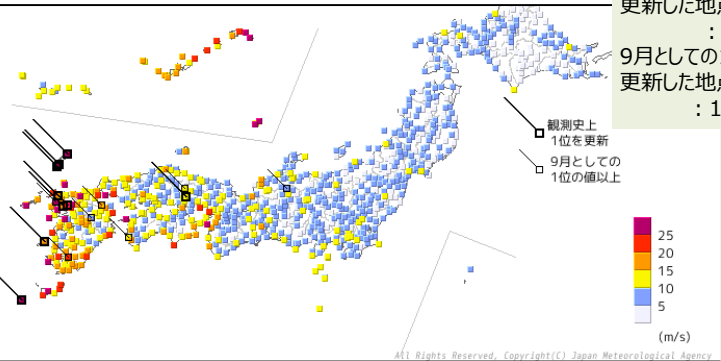 更新した地点
:
9月としての
更新した地点
: 1
観測史上
1位を更新
9月としての
1位の値以上
25
20
15
10
5
(m/s)
All Rights Reserved, Copyright(C) Japan Meteorological Agency